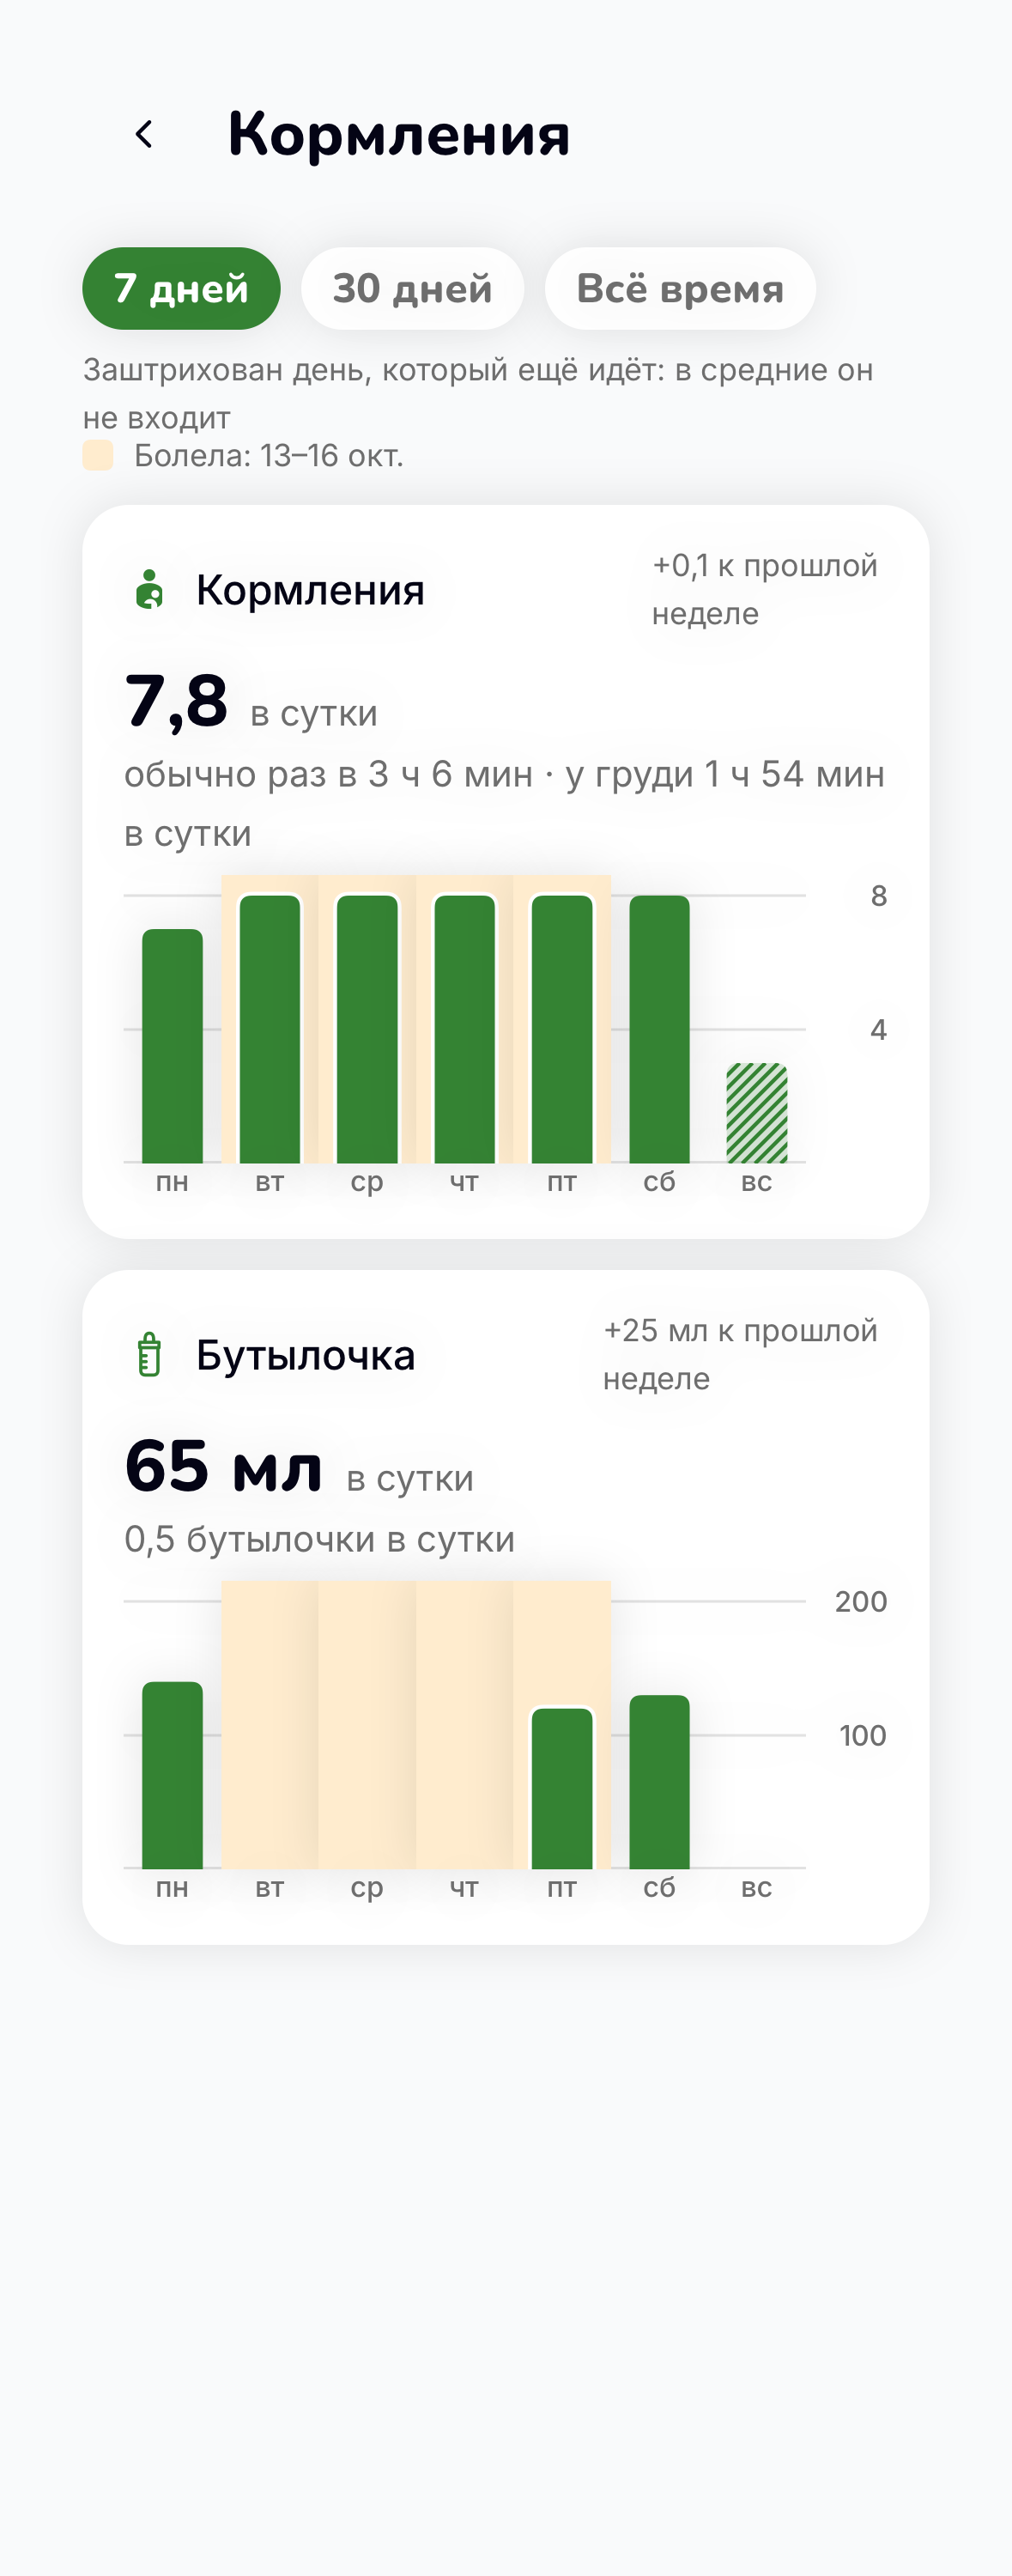 Кормления
7 дней
30 дней
Всё время
Заштрихован день, который ещё идёт: в средние он
не входит
Болела: 13–16 окт.
Кормления
+0,1 к прошлой
неделе
7,8 в сутки
обычно раз в 3 ч 6 мин · у груди 1 ч 54 мин
в сутки
8
4
пн вт ср чт пт сб вс
Бутылочка
+25 мл к прошлой
неделе
65 мл в сутки
0,5 бутылочки в сутки
200
100
пн вт ср чт пт сб вс